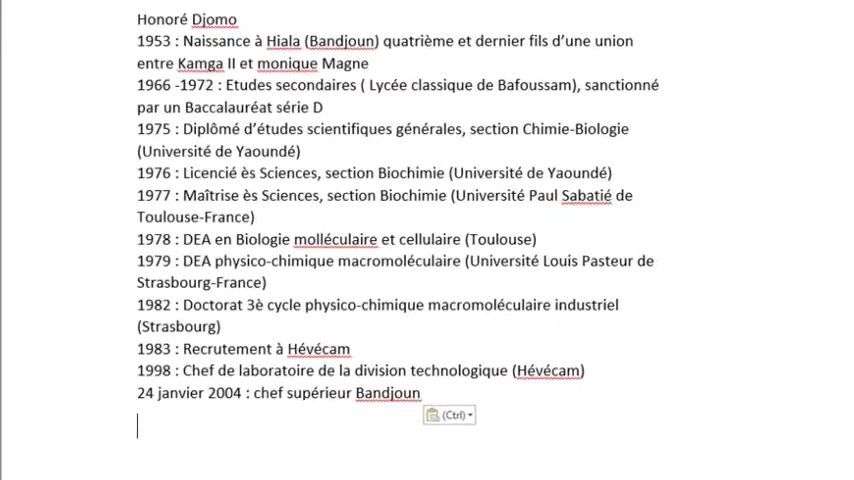 Honoré Djomo
1953 : Naissance à Hiala (Bandjoun) quatrième et dernier fils d’une union
entre Kamga II et monique Magne
1966 -1972 : Etudes secondaires ( Lycée classique de Bafoussam), sanctionné
par un Baccalauréat série D
1975 : Diplômé d’études scientifiques générales, section Chimie-Biologie
(Université de Yaoundé)
1976 : Licencié ès Sciences, section Biochimie (Université de Yaoundé)
1977 : Maîtrise ès Sciences, section Biochimie (Université Paul Sabatié de
Toulouse-France)
1978 : DEA en Biologie molléculaire et cellulaire (Toulouse)
1979 : DEA physico-chimique macromoléculaire (Université Louis Pasteur de
Strasbourg-France)
1982 : Doctorat 3è cycle physico-chimique macromoléculaire industriel
(Strasbourg)
1983 : Recrutement à Hévécam
1998 : Chef de laboratoire de la division technologique (Hévécam)
24 janvier 2004 : chef supérieur Bandjoun
(Ctrl)